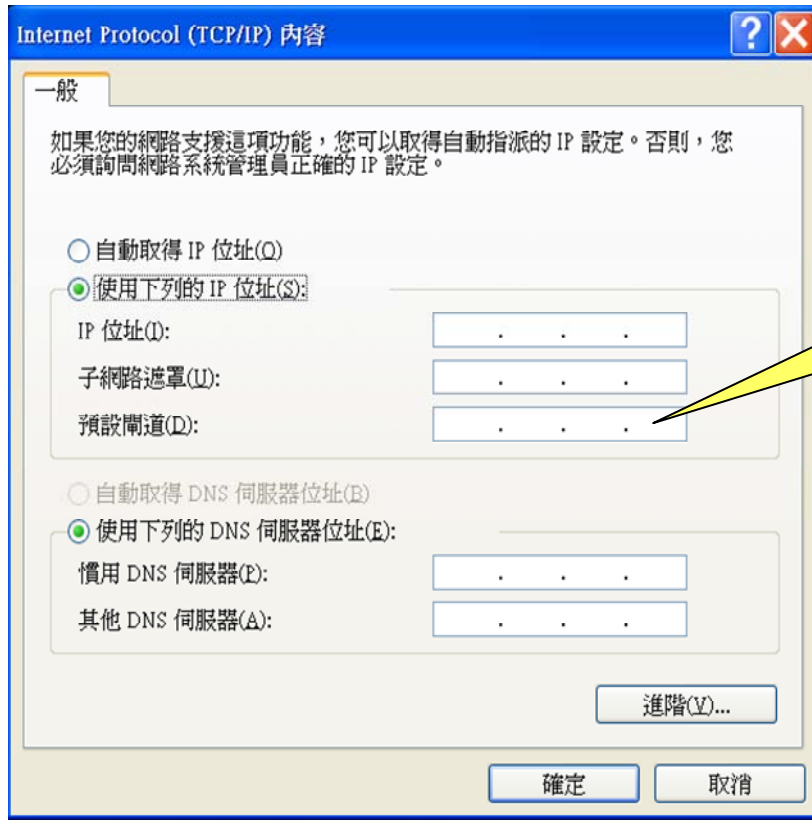 Internet Protocol (TCP/IP) 內容
一般
如果您的網路支援這項功能，您可以取得自動指派的 IP 設定。否則，您
必須詢問網路系統管理員正確的 IP 設定。
自動取得 IP 位址(O)
使用下列的 IP 位址(S):
IP 位址(I):
. . .
子網路遮罩(U):
. . .
預設閘道(D):
. . .
自動取得 DNS 伺服器位址(B)
使用下列的 DNS 伺服器位址(E):
慣用 DNS 伺服器(P):
. . .
其他 DNS 伺服器(A):
. . .
進階(V)...
確定
取消